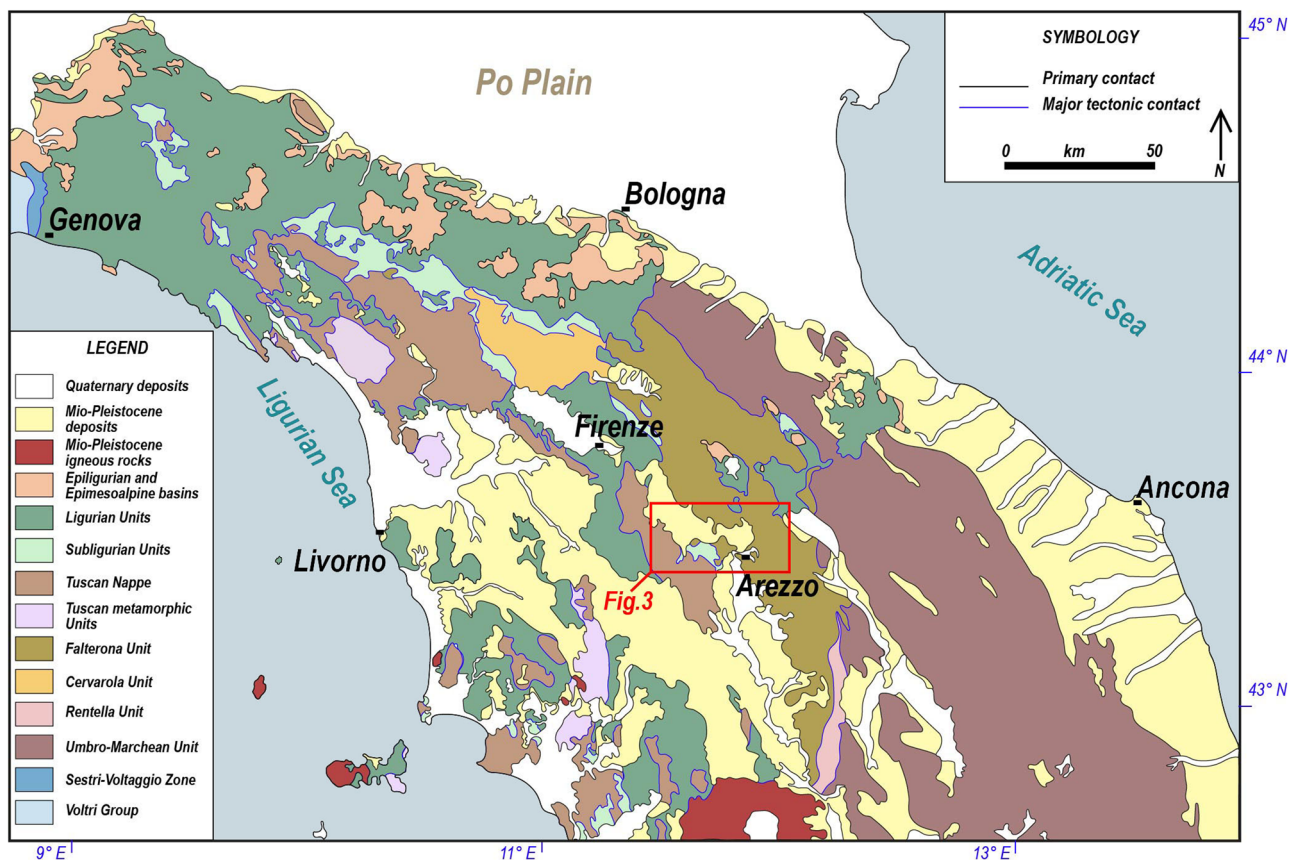 45° N
SYMBOLOGY
Primary contact
Major tectonic contact
0 km 50
N
Po Plain
Bologna
Genova
Adriatic Sea
44° N
LEGEND
Quaternary deposits
Mio-Pleistocene
deposits
Mio-Pleistocene
igneous rocks
Epiligurian and
Epimesoalpine basins
Ligurian Units
Subligurian Units
Tuscan Nappe
Tuscan metamorphic
Units
Falterona Unit
Cervarola Unit
Rentella Unit
Umbro-Marchean Unit
Sestri-Voltaggio Zone
Voltri Group
Ligurian Sea
Firenze
Ancona
Livorno
Arezzo
Fig.3
43° N
9° E
11° E
13° E